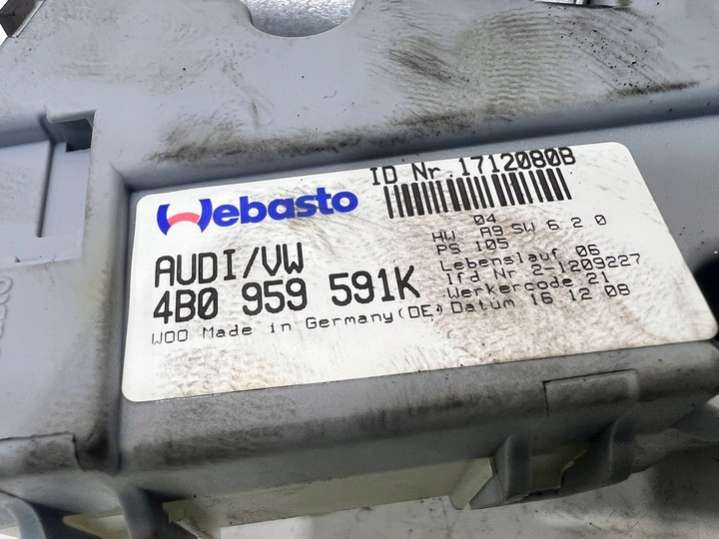 Webasto
ID Nr.1712080B
04
HW A9 SW 6 2 0
PS 105
Lebenslauf 06
lfd Nr 2-1209227
Werkercode 21
Datum 16 12 08
AUDI/VW
4B0 959 591K
W00 Made in Germany(DE)